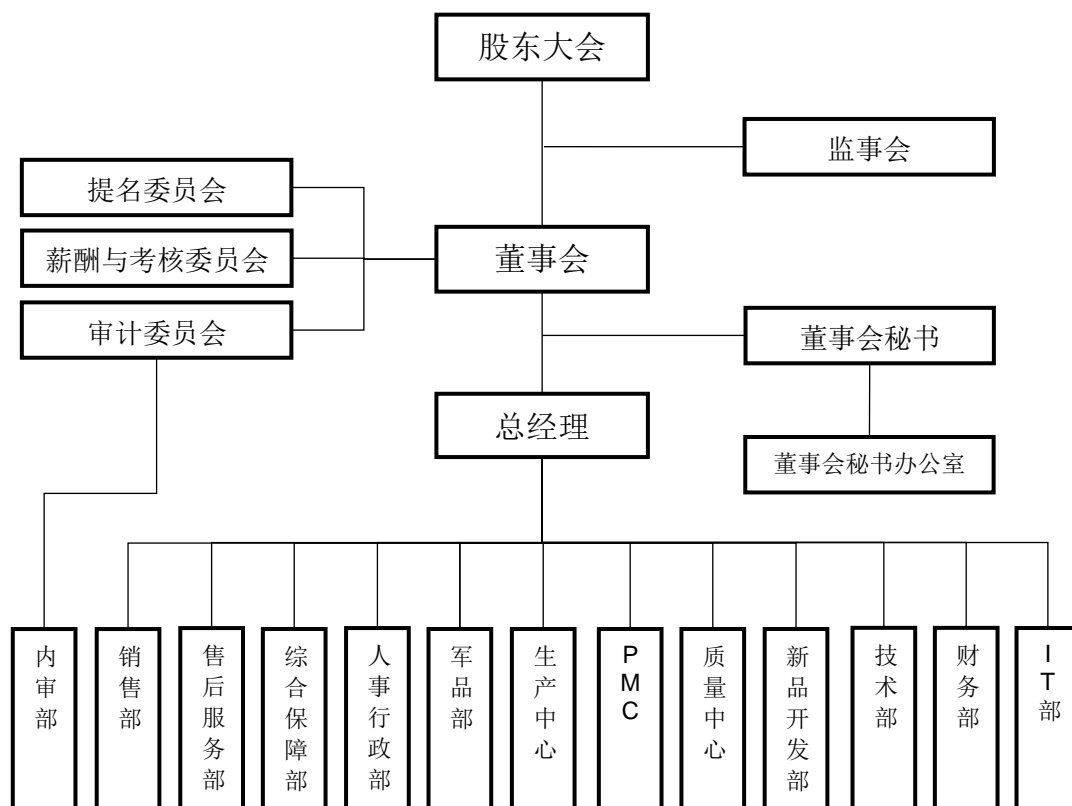 股东大会
监事会
提名委员会
薪酬与考核委员会
董事会
审计委员会
董事会秘书
总经理
董事会秘书办公室
内审部
销售部
售后服务部
综合保障部
人事行政部
军品部
生产中心
PMC
质量中心
新品开发部
技术部
财务部
IT部